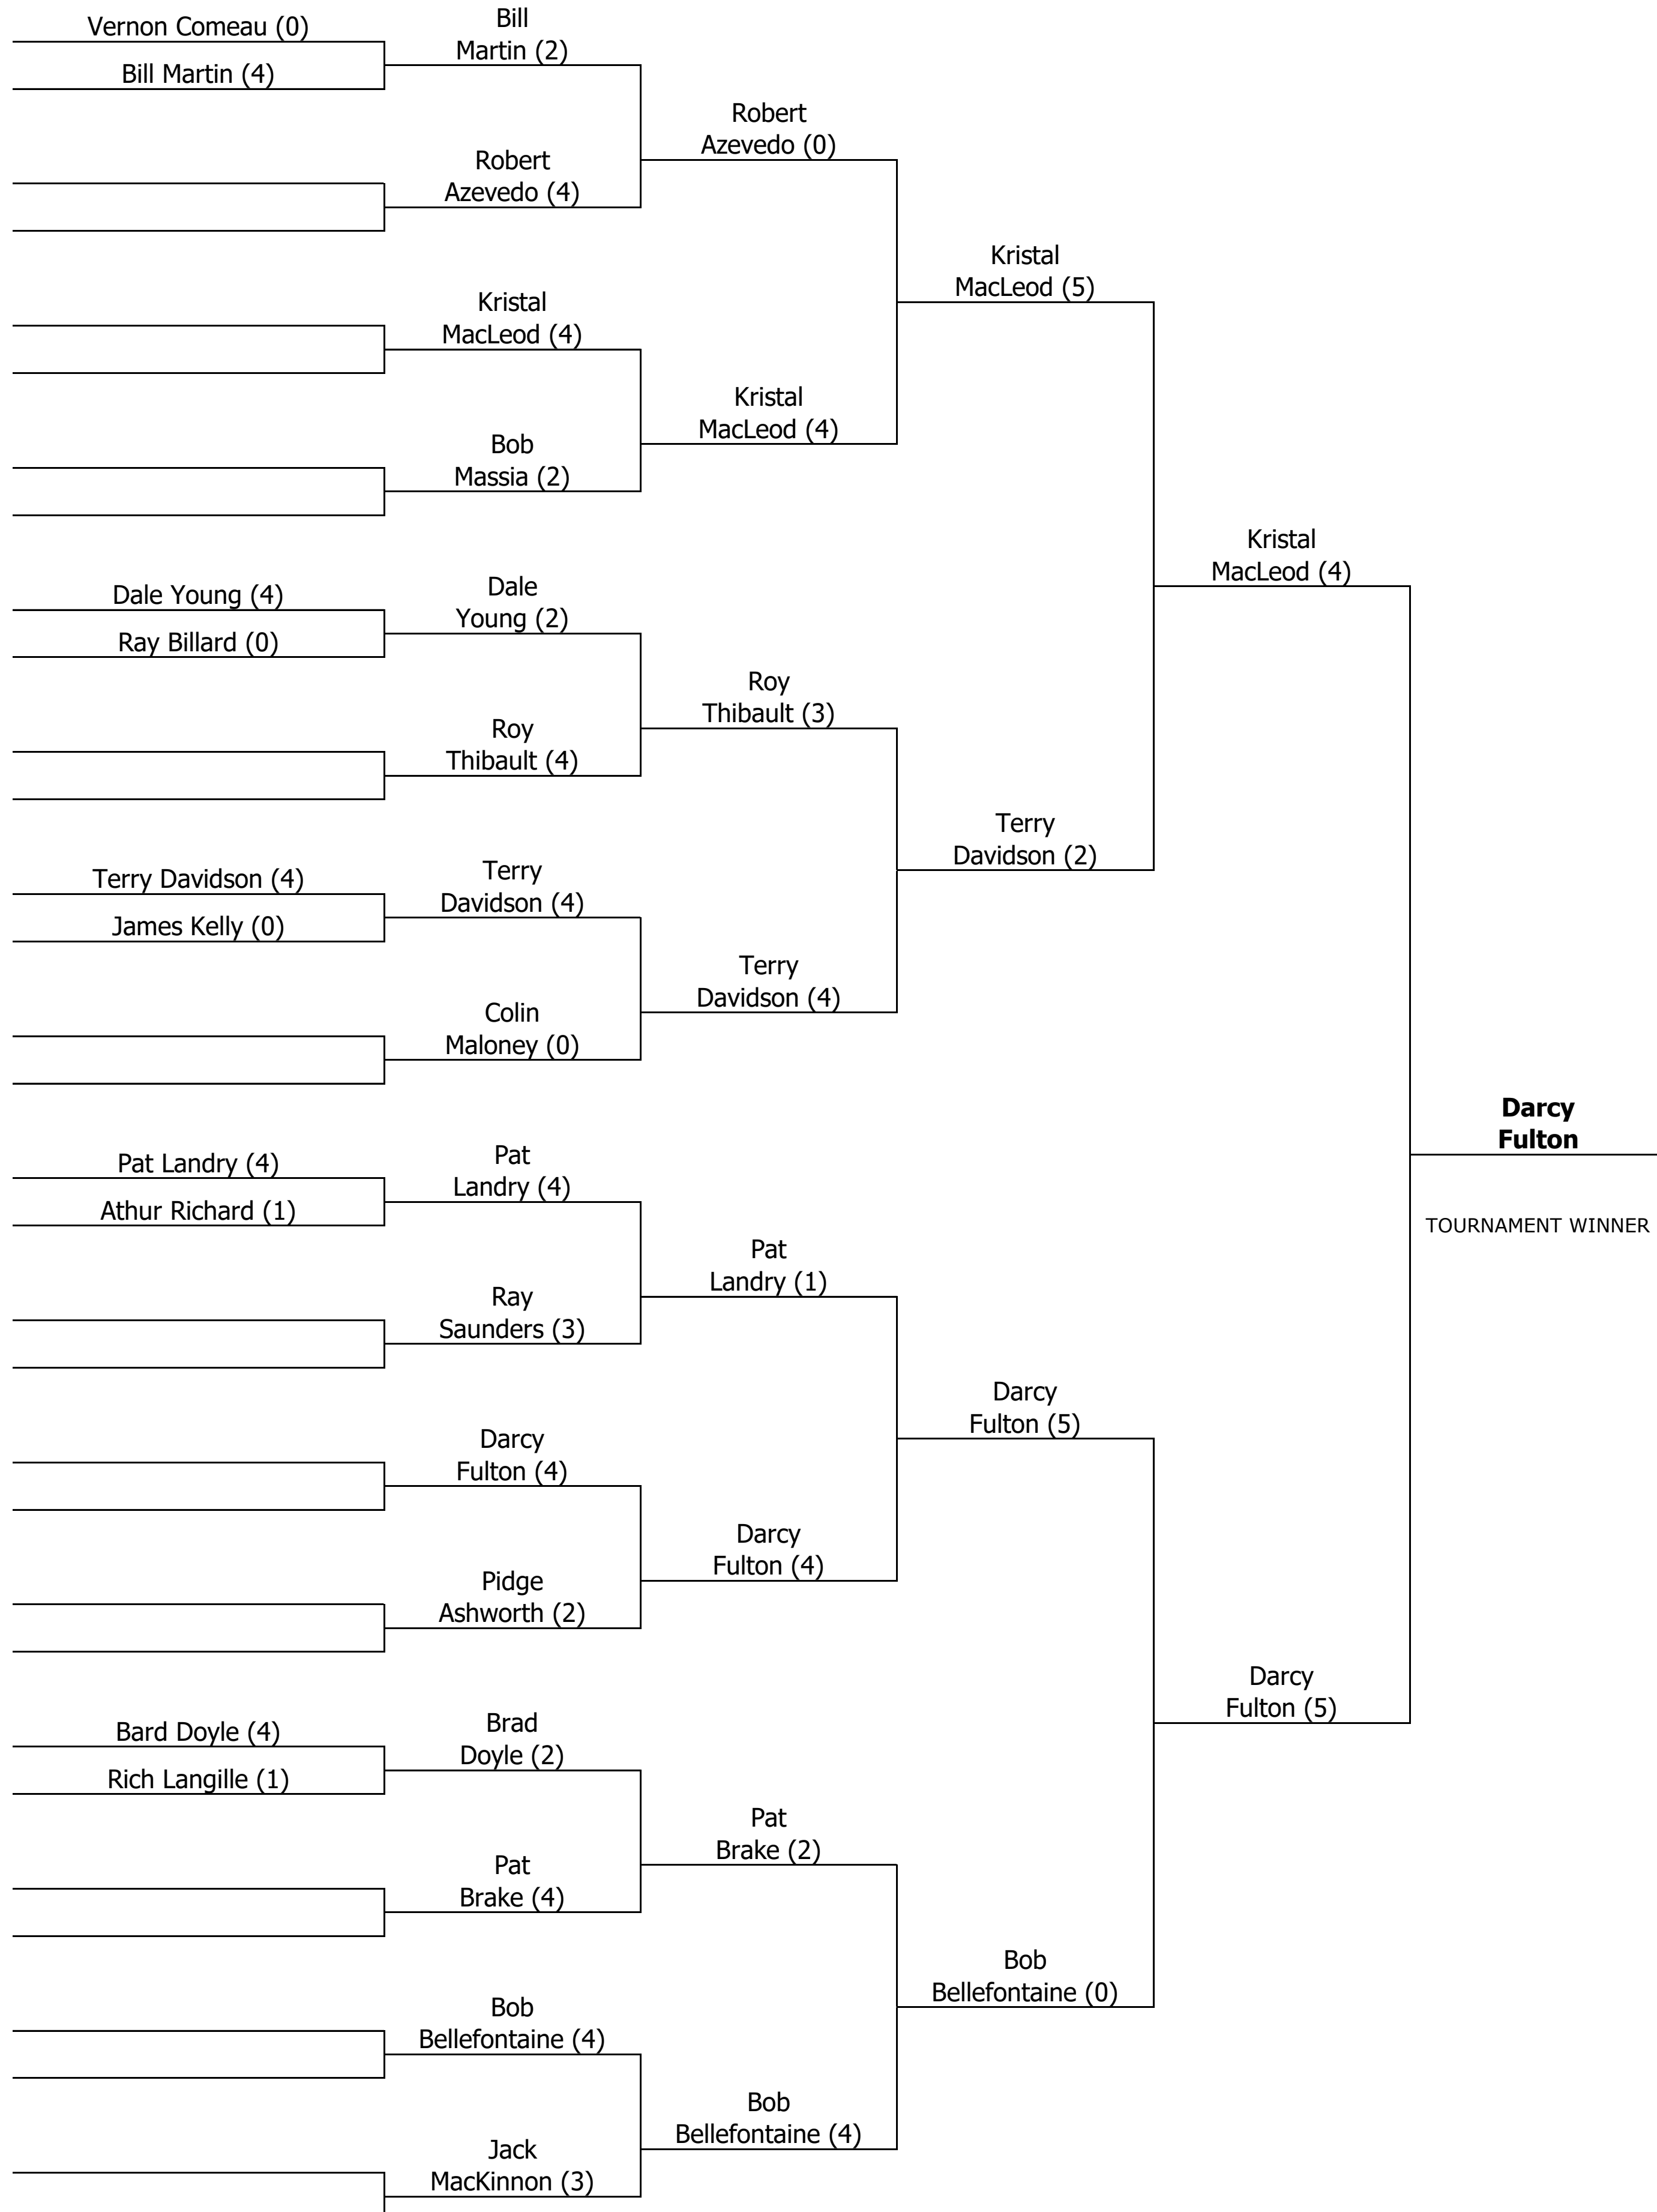 Vernon Comeau (0)
Bill Martin (4)
Dale Young (4)
Ray Billard (0)
Terry Davidson (4)
James Kelly (0)
Pat Landry (4)
Athur Richard (1)
Bard Doyle (4)
Rich Langille (1)
Bill
Martin (2)
Robert
Azevedo (4)
Kristal
MacLeod (4)
Bob
Massia (2)
Dale
Young (2)
Roy
Thibault (4)
Terry
Davidson (4)
Colin
Maloney (0)
Pat
Landry (4)
Ray
Saunders (3)
Darcy
Fulton (4)
Pidge
Ashworth (2)
Brad
Doyle (2)
Pat
Brake (4)
Bob
Bellefontaine (4)
Jack
MacKinnon (3)
Robert
Azevedo (0)
Kristal
MacLeod (4)
Roy
Thibault (3)
Terry
Davidson (4)
Pat
Landry (1)
Darcy
Fulton (4)
Pat
Brake (2)
Bob
Bellefontaine (4)
Kristal
MacLeod (5)
Terry
Davidson (2)
Darcy
Fulton (5)
Bob
Bellefontaine (0)
Kristal
MacLeod (4)
Darcy
Fulton (5)
Darcy
Fulton
TOURNAMENT WINNER